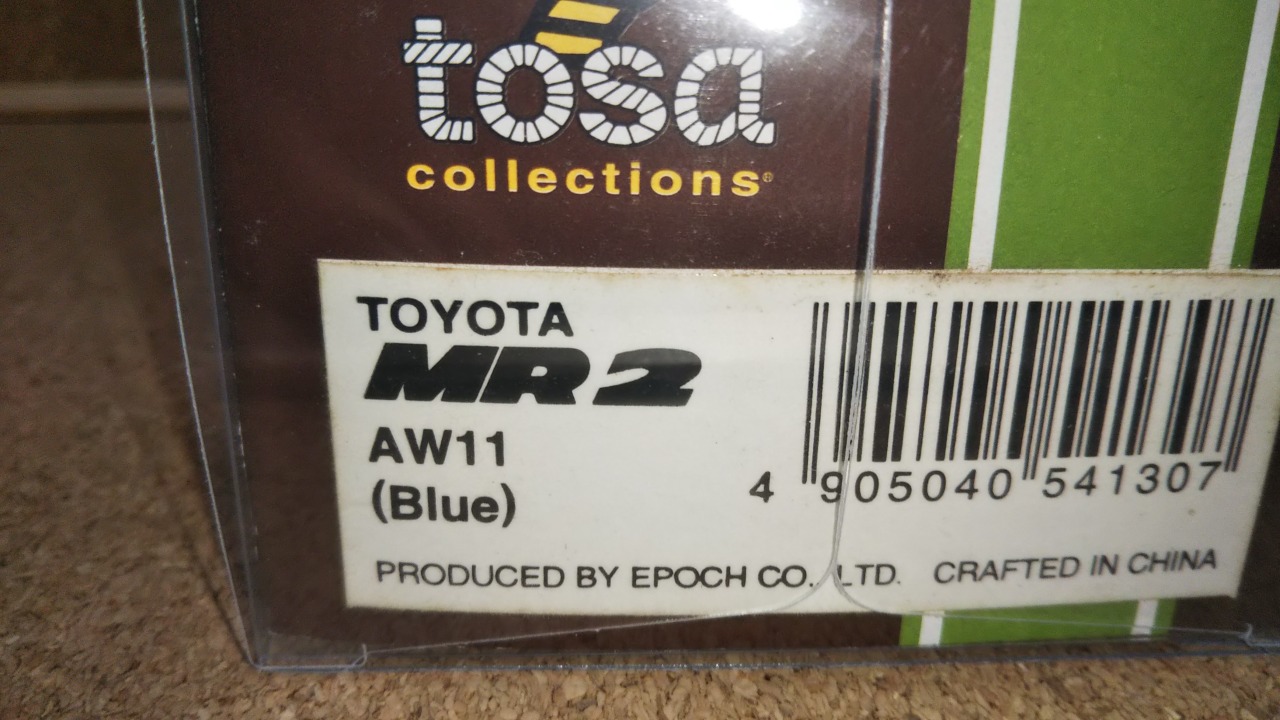 tosa
collections®
TOYOTA
MR2
AW11
(Blue)
4 905040 541307
PRODUCED BY EPOCH CO., LTD. CRAFTED IN CHINA